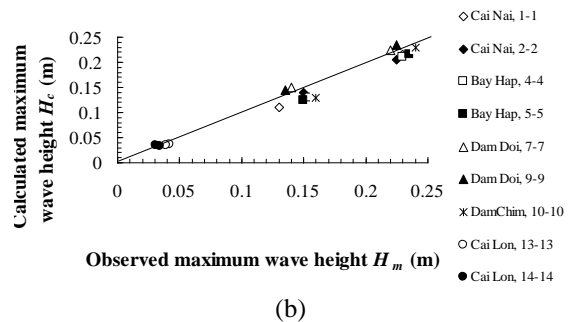 Calculated maximum
wave height H_c (m)
0.25
0.2
0.15
0.1
0.05
0
0 0.05 0.1 0.15 0.2 0.25
Observed maximum wave height H_m (m)
Cai Nai, 1-1
Cai Nai, 2-2
Bay Hap, 4-4
Bay Hap, 5-5
Dam Doi, 7-7
Dam Doi, 9-9
DamChim, 10-10
Cai Lon, 13-13
Cai Lon, 14-14
(b)